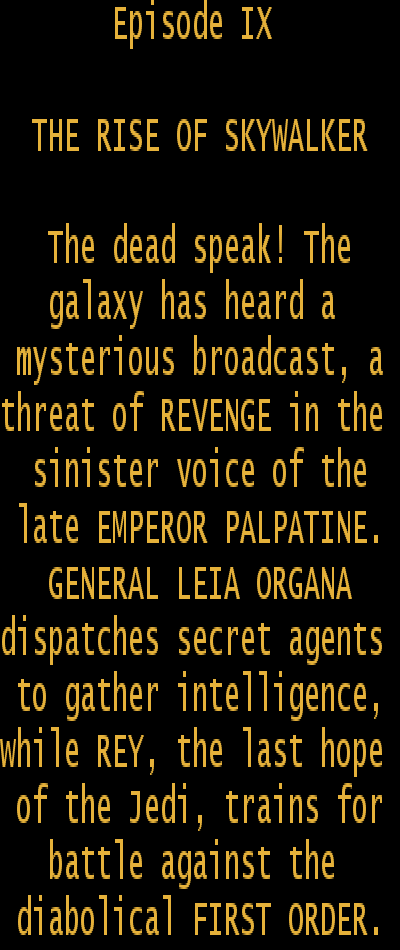 Episode IX
THE RISE OF SKYWALKER
The dead speak! The
galaxy has heard a
mysterious broadcast, a
threat of REVENGE in the
sinister voice of the
late EMPEROR PALPATINE.
GENERAL LEIA ORGANA
dispatches secret agents
to gather intelligence,
while REY, the last hope
of the Jedi, trains for
battle against the
diabolical FIRST ORDER.